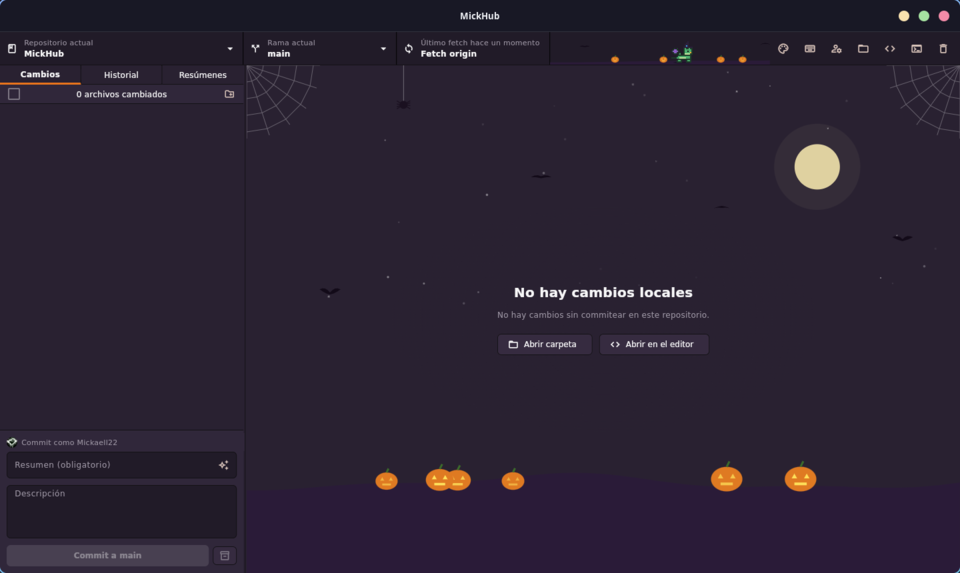 MickHub
Repositorio actual
MickHub
Rama actual
main
Último fetch hace un momento
Fetch origin
Cambios
Historial
Resúmenes
0 archivos cambiados
No hay cambios locales
No hay cambios sin commitear en este repositorio.
Abrir carpeta
Abrir en el editor
Commit como Mickaell22
Resumen (obligatorio)
Descripción
Commit a main